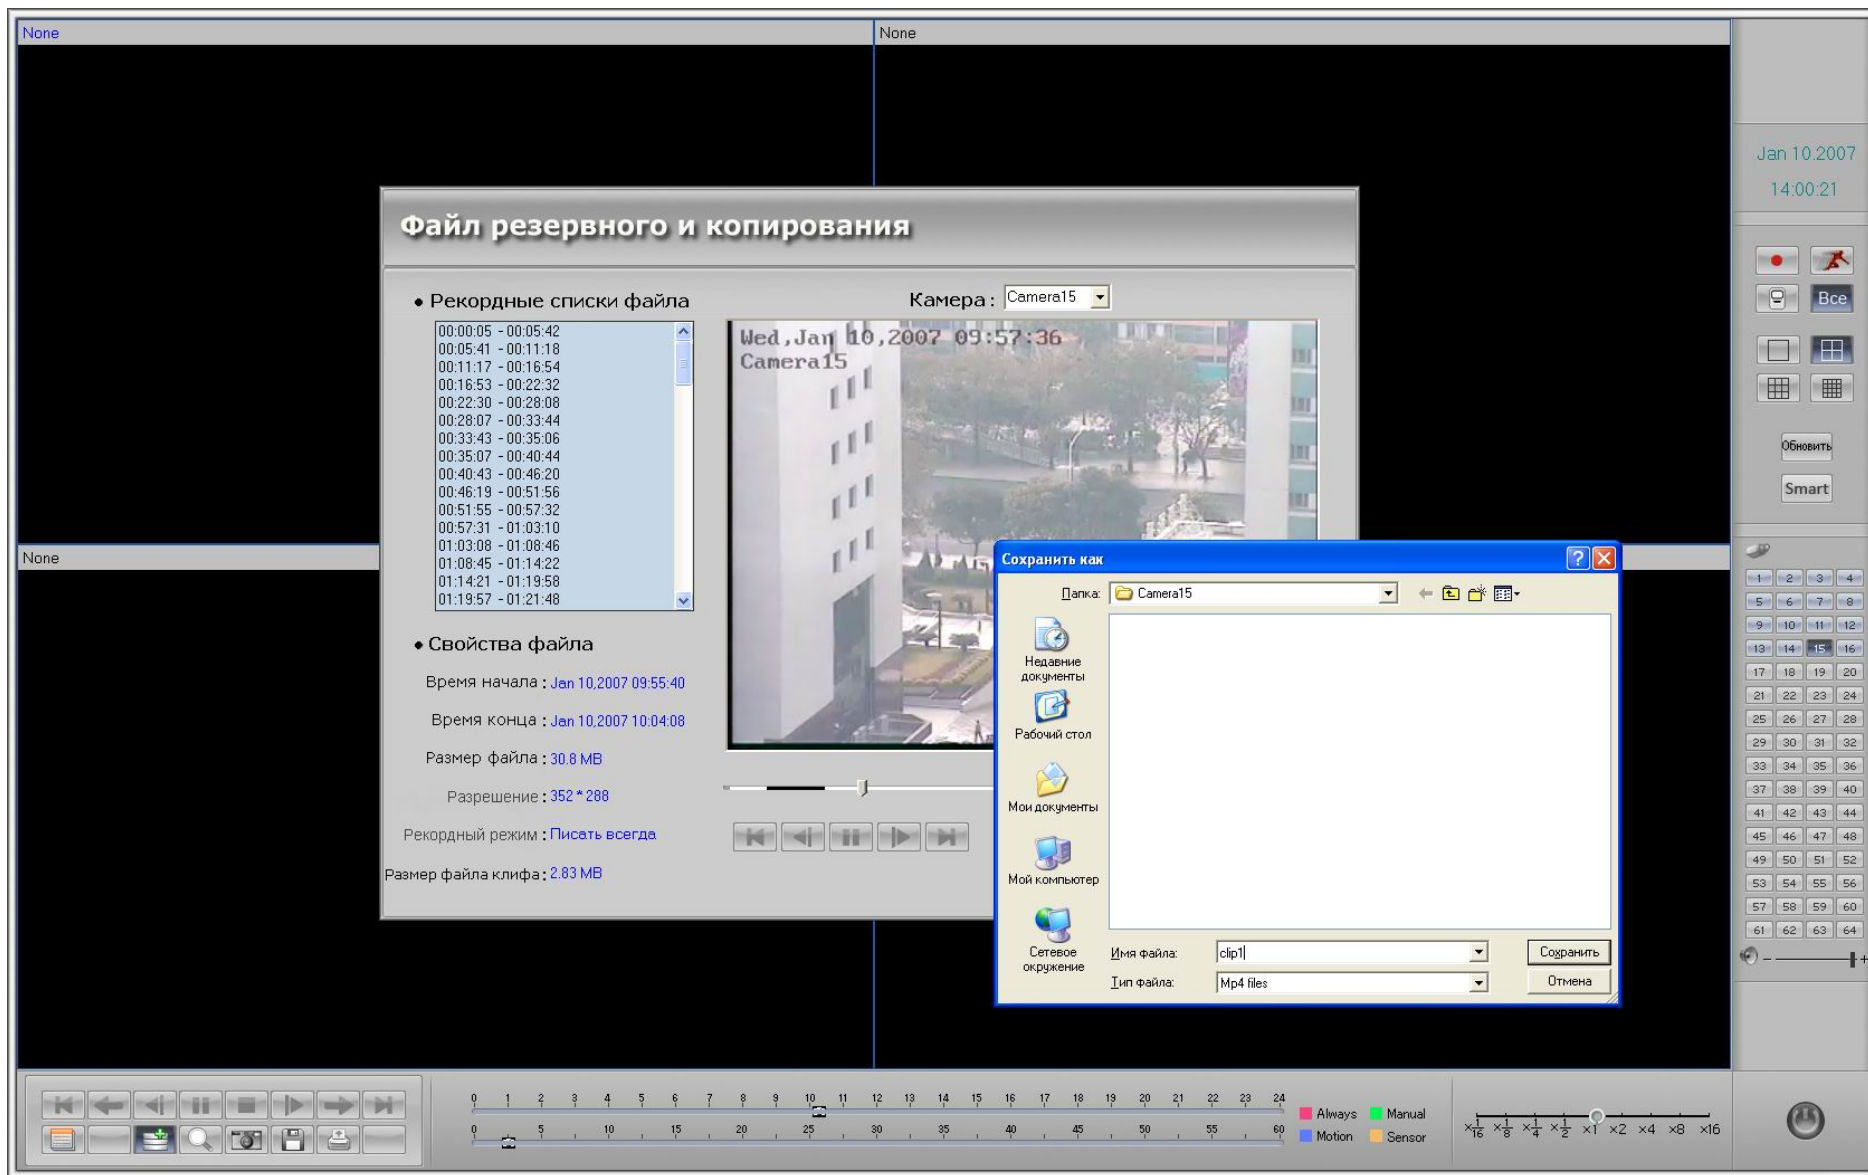 None
None
Jan 10.2007
14:00:21
Файл резервного и копирования
Рекордные списки файла
Камера : Camera15
00:00:05 - 00:05:42
00:05:41 - 00:11:18
00:11:17 - 00:16:54
00:16:53 - 00:22:32
00:22:30 - 00:28:08
00:28:07 - 00:33:44
00:33:43 - 00:35:06
00:35:07 - 00:40:44
00:40:43 - 00:46:20
00:46:19 - 00:51:56
00:51:55 - 00:57:32
00:57:31 - 01:03:10
01:03:08 - 01:08:46
01:08:45 - 01:14:22
01:14:21 - 01:19:58
01:19:57 - 01:21:48
Wed,Jan 10,2007 09:57:36
Camera15
Свойства файла
Время начала : Jan 10,2007 09:55:40
Время конца : Jan 10,2007 10:04:08
Размер файла : 30.8 MB
Разрешение : 352 * 288
Рекордный режим : Писать всегда
Размер файла клифа : 2.83 MB
None
Сохранить как
Папка: Camera15
Недавние
документы
Рабочий стол
Мои документы
Мой компьютер
Сетевое
окружение
Имя файла: clip1
Сохранить
Тип файла: Mp4 files
Отмена
Все
Обновить
Smart
1 2 3 4
5 6 7 8
9 10 11 12
13 14 15 16
17 18 19 20
21 22 23 24
25 26 27 28
29 30 31 32
33 34 35 36
37 38 39 40
41 42 43 44
45 46 47 48
49 50 51 52
53 54 55 56
57 58 59 60
61 62 63 64
- +
0 1 2 3 4 5 6 7 8 9 10 11 12 13 14 15 16 17 18 19 20 21 22 23 24
0 5 10 15 20 25 30 35 40 45 50 55 60
Always Manual
Motion Sensor
×1/16 ×1/8 ×1/4 ×1/2 ×1 ×2 ×4 ×8 ×16